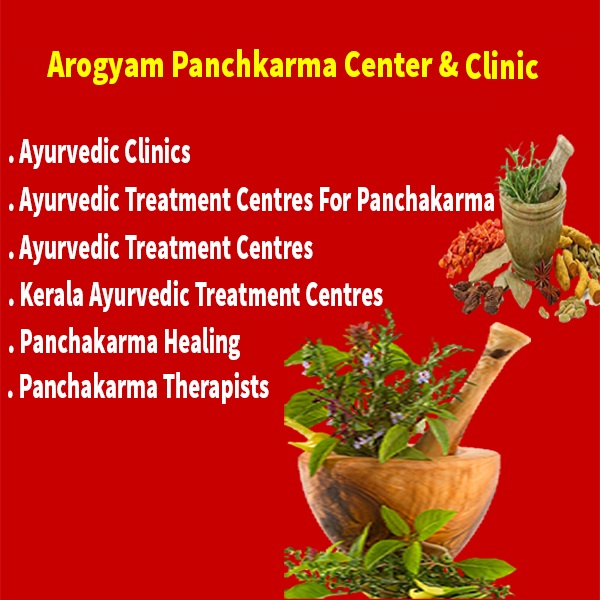 Arogyam Panchkarma Center & Clinic
. Ayurvedic Clinics
. Ayurvedic Treatment Centres For Panchakarma
. Ayurvedic Treatment Centres
. Kerala Ayurvedic Treatment Centres
. Panchakarma Healing
. Panchakarma Therapists